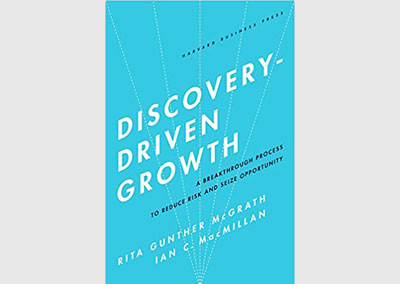 HARVARD BUSINESS PRESS
DISCOVERY-
DRIVEN
GROWTH
A BREAKTHROUGH PROCESS
TO REDUCE RISK AND SEIZE OPPORTUNITY
RITA GUNTHER McGRATH
IAN C. MacMILLAN